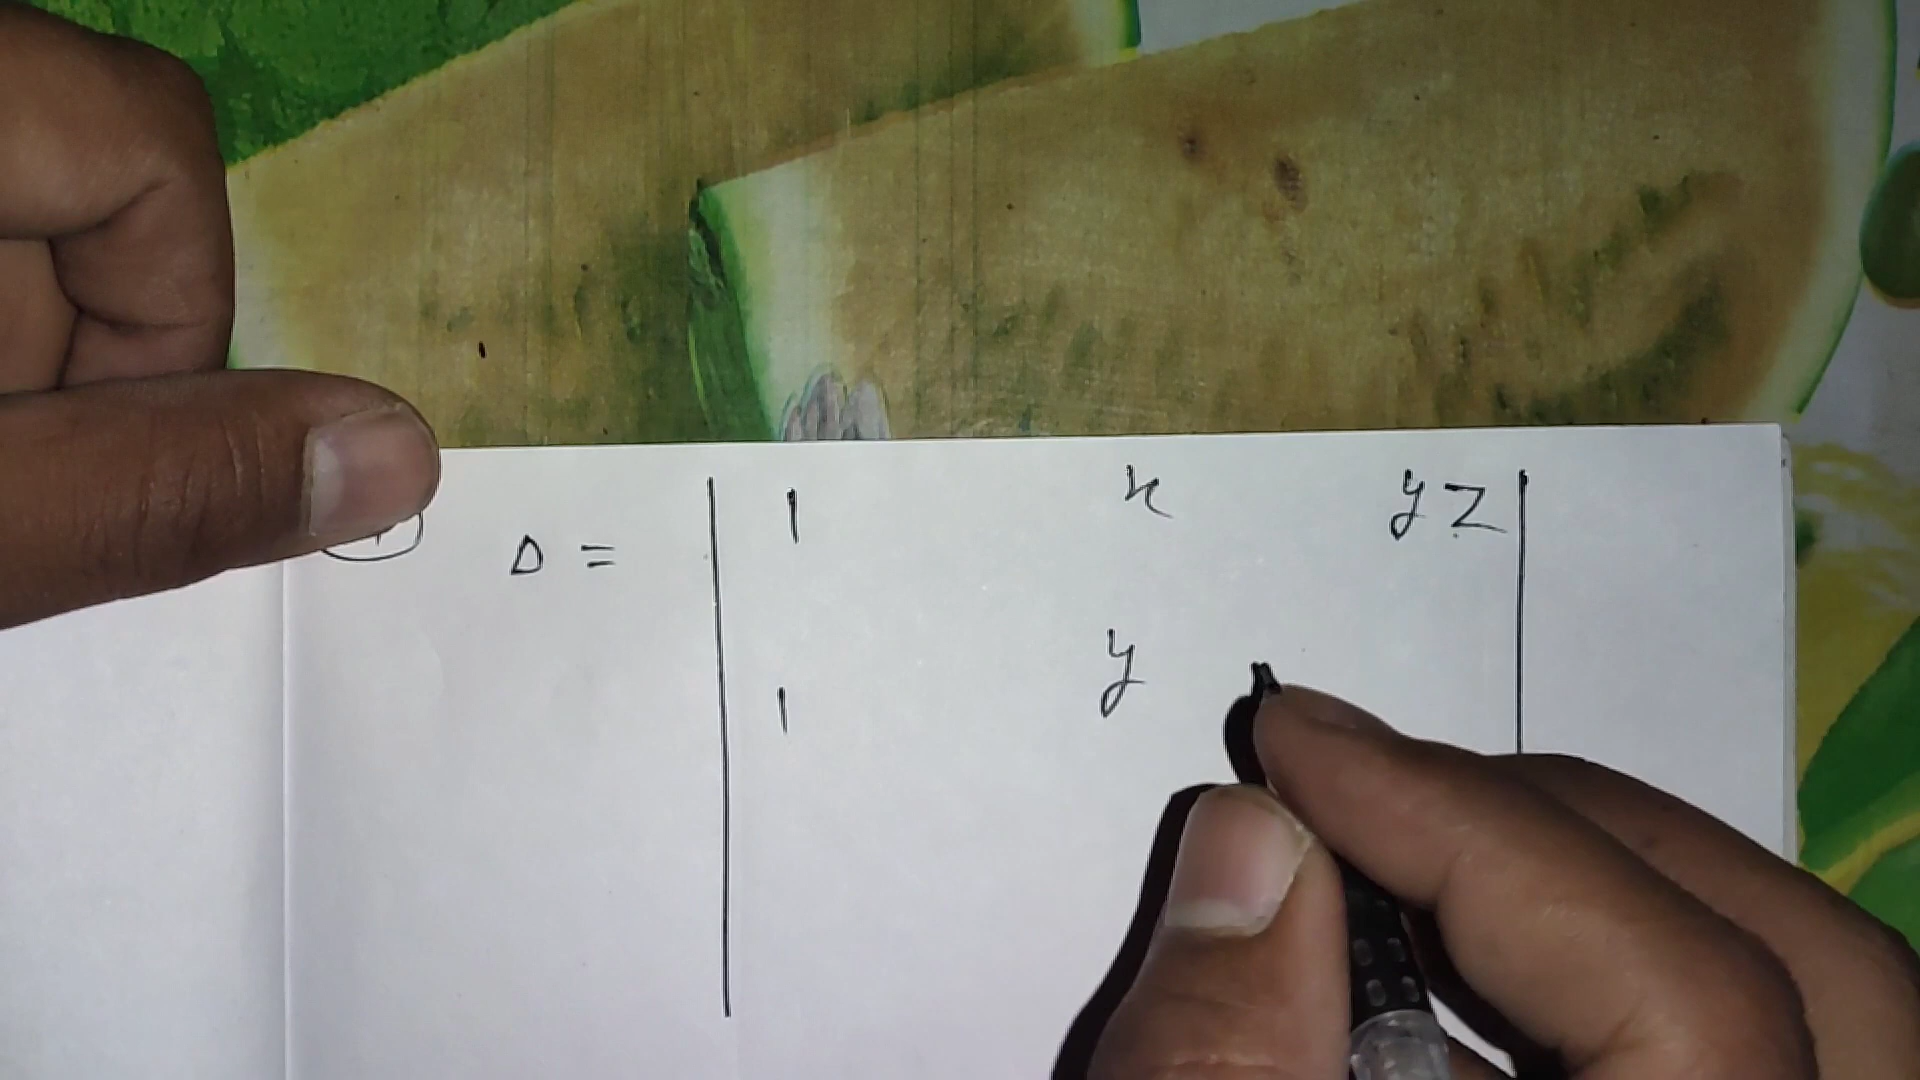 Δ = | 1 x yz |
1 y